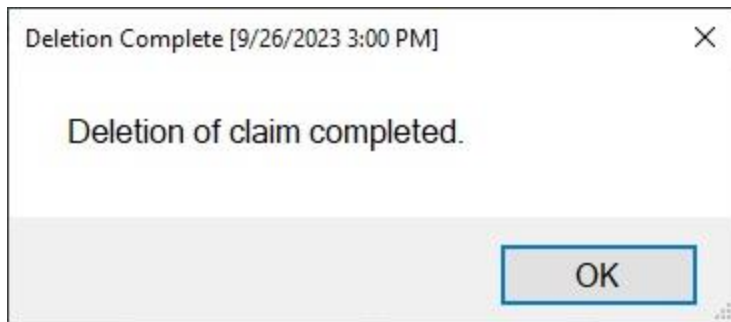 Deletion Complete [9/26/2023 3:00 PM]
Deletion of claim completed.
OK